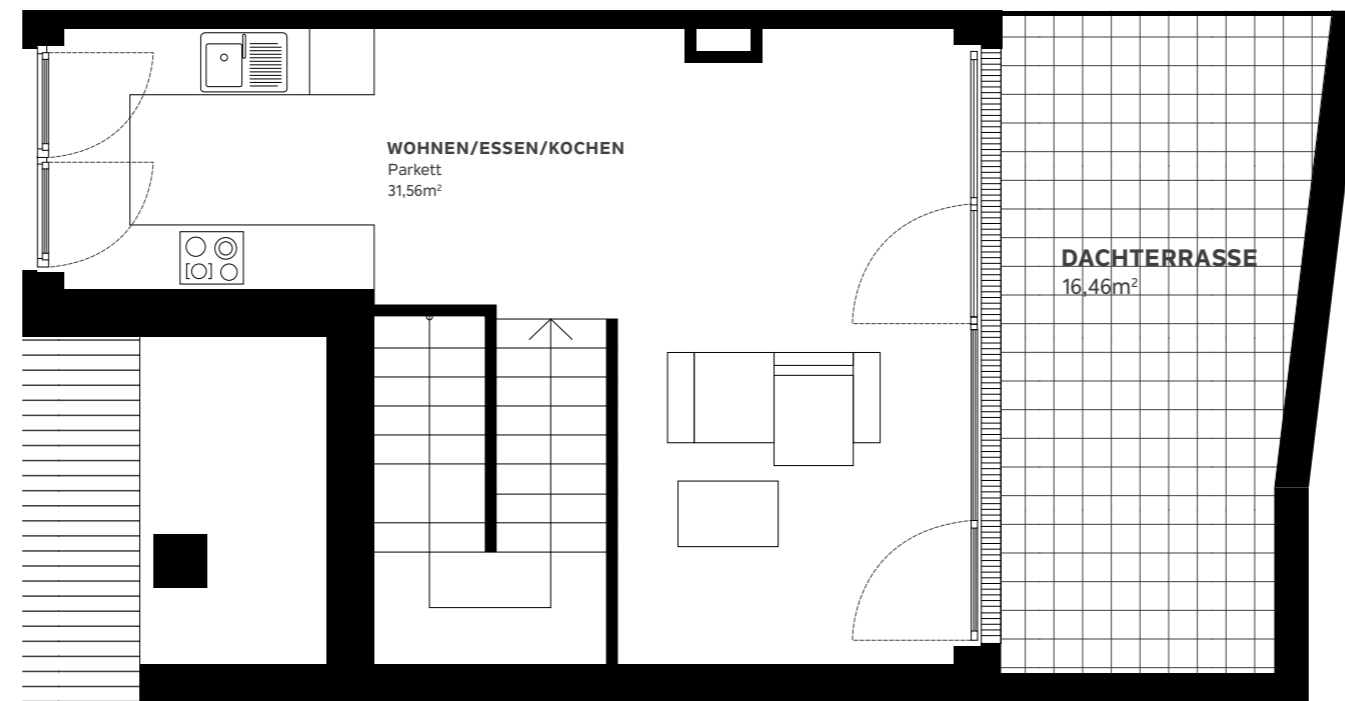 WOHNEN/ESSEN/KOCHEN
Parkett
31,56m²
DACHTERRASSE
16,46m²